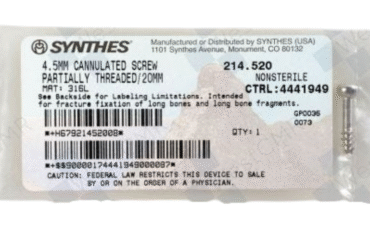 SYNTHES®
Manufactured or Distributed by SYNTHES (USA)
1101 Synthes Avenue, Monument, CO 80132
4.5MM CANNULATED SCREW
PARTIALLY THREADED/20MM
MAT: 316L
214.520
NONSTERILE
CTRL:4441949
See Backside for Labeling Limitations. Intended
for fracture fixation of long bones and long bone fragments.
GP0036
0073
*+H679214520008*
QTY: 1
*+$$90000174441949000087*
CAUTION: FEDERAL LAW RESTRICTS THIS DEVICE TO SALE
BY OR ON THE ORDER OF A PHYSICIAN.